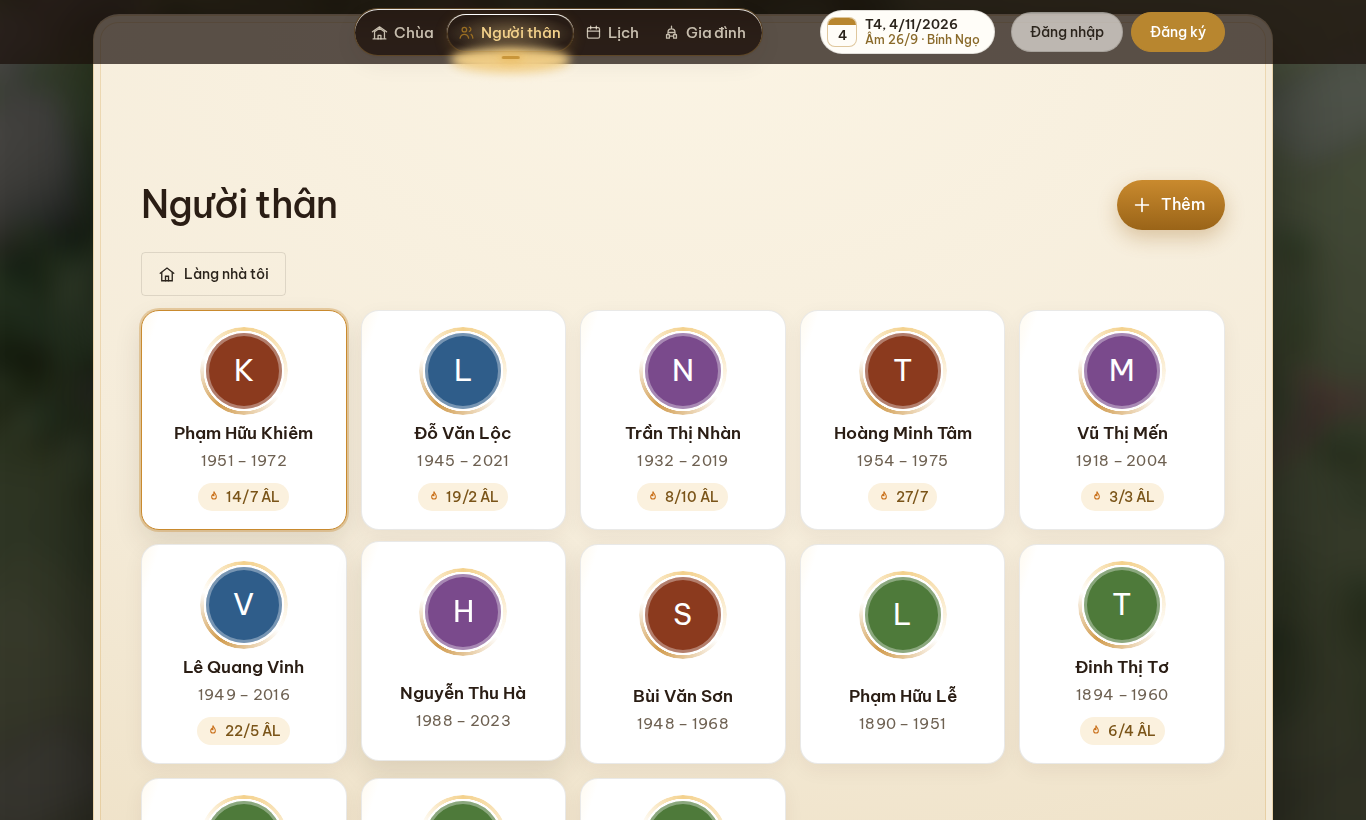 Chùa
Người thân
Lịch
Gia đình
4
T4, 4/11/2026
Âm 26/9 · Bính Ngọ
Đăng nhập
Đăng ký
Người thân
Thêm
Làng nhà tôi
K
Phạm Hữu Khiêm
1951 – 1972
14/7 ÂL
L
Đỗ Văn Lộc
1945 – 2021
19/2 ÂL
N
Trần Thị Nhàn
1932 – 2019
8/10 ÂL
T
Hoàng Minh Tâm
1954 – 1975
27/7
M
Vũ Thị Mến
1918 – 2004
3/3 ÂL
V
Lê Quang Vinh
1949 – 2016
22/5 ÂL
H
Nguyễn Thu Hà
1988 – 2023
S
Bùi Văn Sơn
1948 – 1968
L
Phạm Hữu Lễ
1890 – 1951
T
Đinh Thị Tơ
1894 – 1960
6/4 ÂL